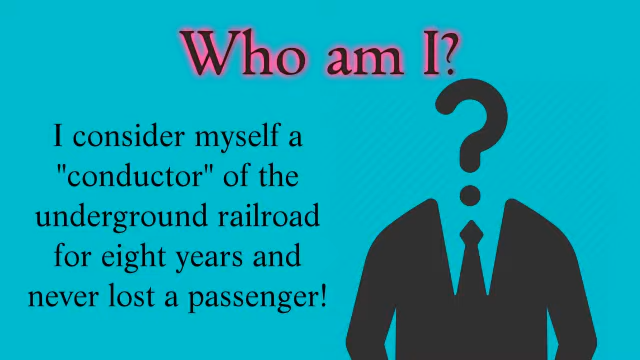 Who am I?
I consider myself a
"conductor" of the
underground railroad
for eight years and
never lost a passenger!
?